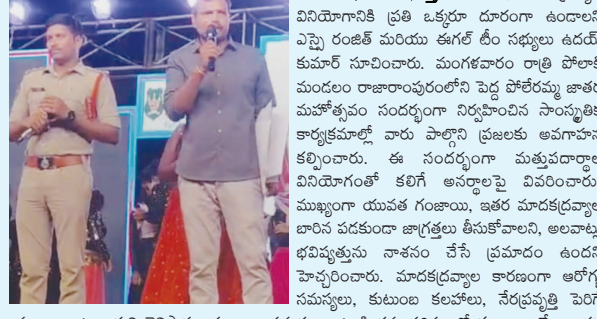 వినియోగానికి ప్రతి ఒక్కరూ దూరంగా ఉండాలని
ఎస్సై రంజిత్ మరియు ఈగల్ టీం సభ్యులు ఉదయ్
కుమార్ సూచించారు. మంగళవారం రాత్రి పోలాకి
మండలం రాజారాంపురంలోని పెద్ద పోలేరమ్మ జాతర
మహోత్సవం సందర్భంగా నిర్వహించిన సాంస్కృతిక
కార్యక్రమాల్లో వారు పాల్గొని ప్రజలకు అవగాహన
కల్పించారు. ఈ సందర్భంగా మత్తుపదార్థాల
వినియోగంతో కలిగే అనర్థాలపై వివరించారు.
ముఖ్యంగా యువత గంజాయి, ఇతర మాదకద్రవ్యాల
బారిన పడకుండా జాగ్రత్తలు తీసుకోవాలని, అలవాట్లు
భవిష్యత్తును నాశనం చేసే ప్రమాదం ఉందని
హెచ్చరించారు. మాదకద్రవ్యాల కారణంగా ఆరోగ్య
సమస్యలు, కుటుంబ కలహాలు, నేరప్రవృత్తి పెరిగే